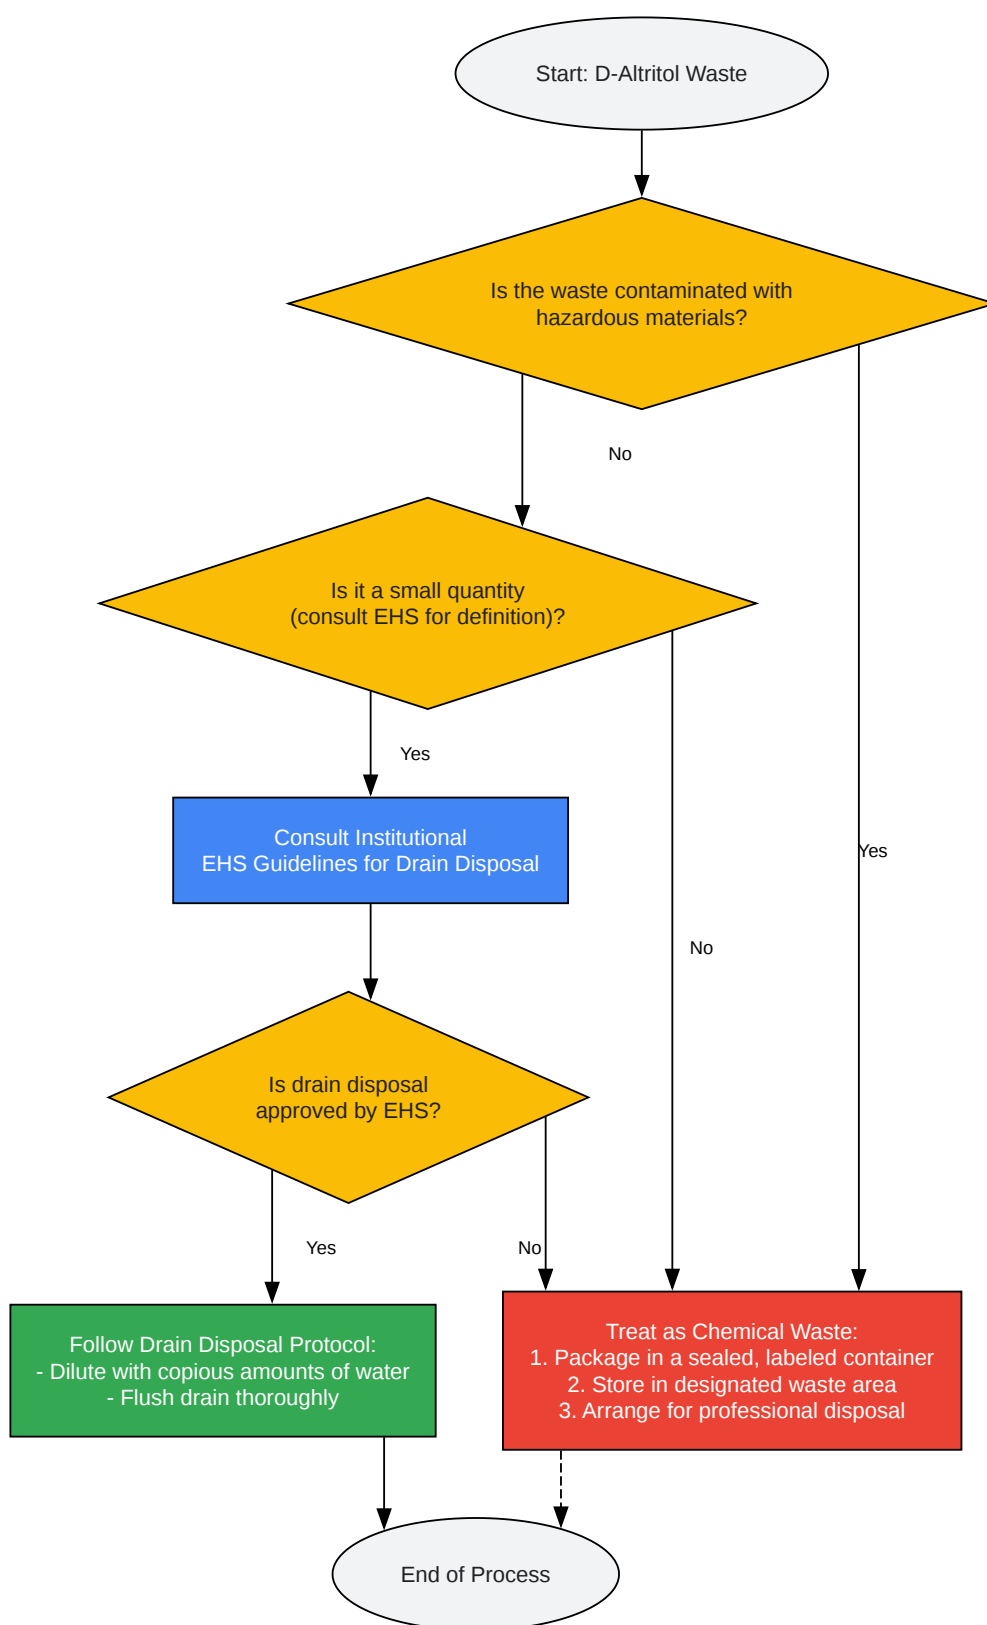 Start: D-Altritol Waste
Is the waste contaminated with
hazardous materials?
No
Is it a small quantity
(consult EHS for definition)?
Yes
Consult Institutional
EHS Guidelines for Drain Disposal
Yes
No
Is drain disposal
approved by EHS?
Yes
No
Follow Drain Disposal Protocol:
- Dilute with copious amounts of water
- Flush drain thoroughly
Treat as Chemical Waste:
1. Package in a sealed, labeled container
2. Store in designated waste area
3. Arrange for professional disposal
End of Process